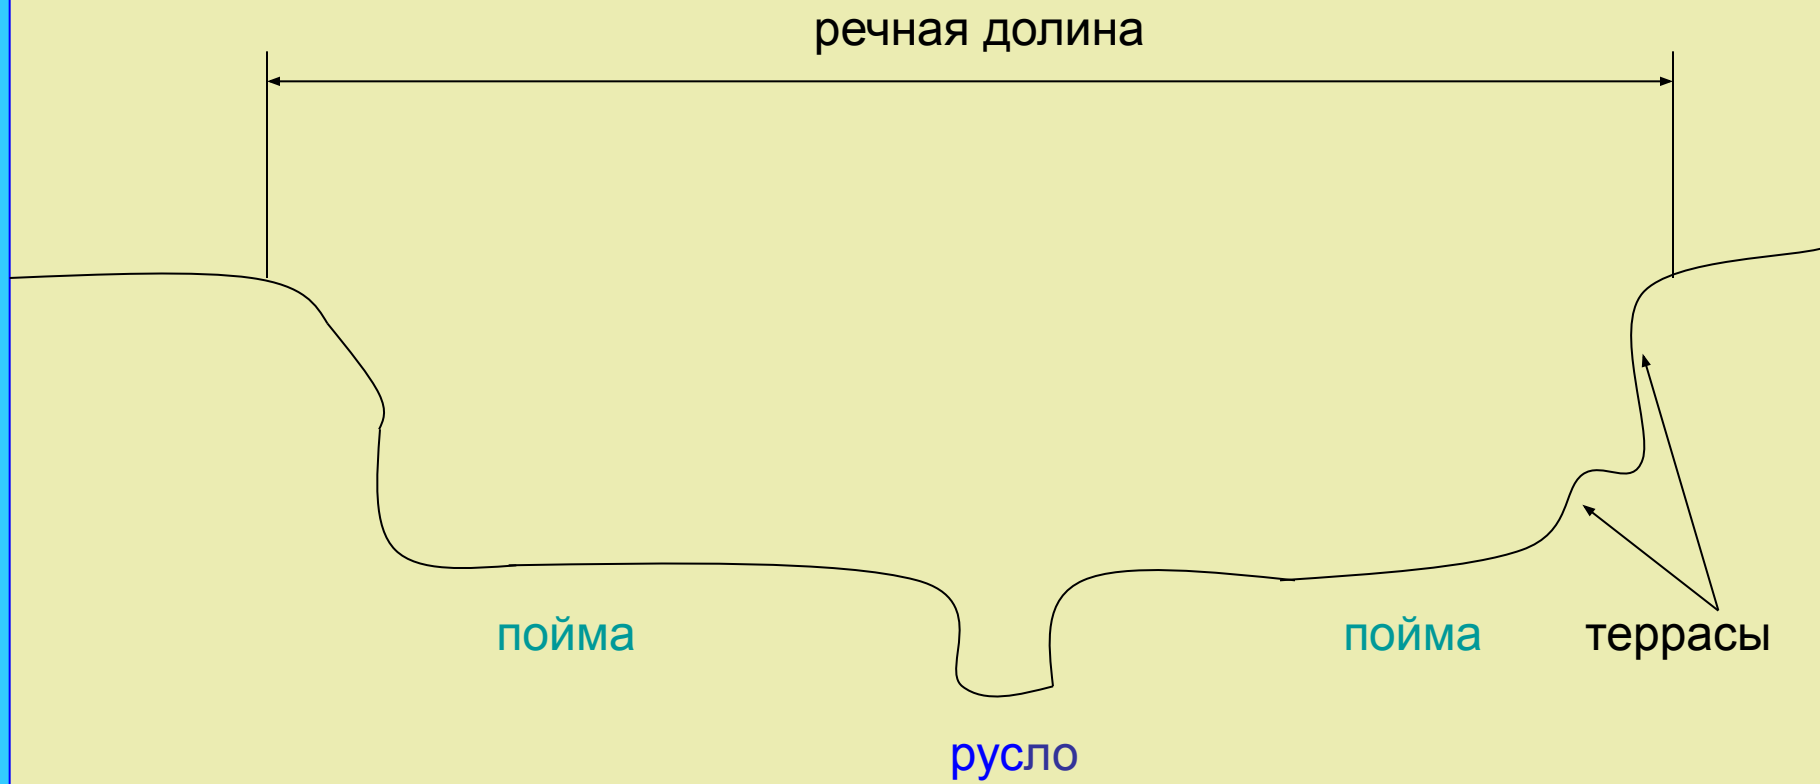 речная долина
пойма
пойма
террасы
русло